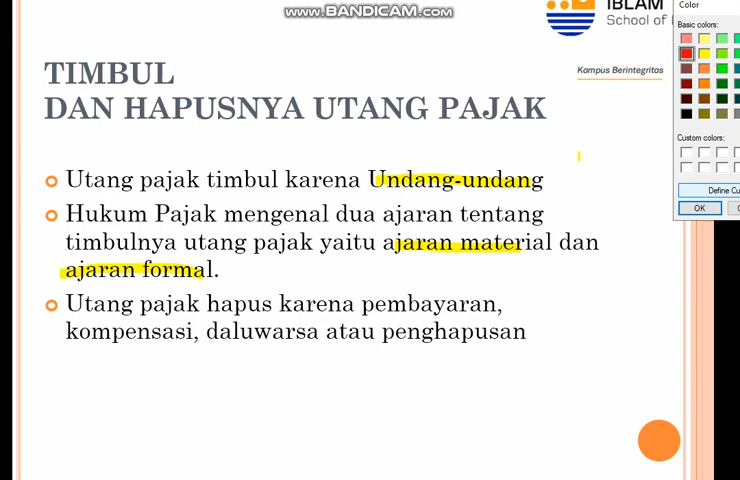 www.BANDICAM.com
IBLAM
School of
Kampus Berintegritas
TIMBUL
DAN HAPUSNYA UTANG PAJAK
Utang pajak timbul karena Undang-undang
Hukum Pajak mengenal dua ajaran tentang
timbulnya utang pajak yaitu ajaran material dan
ajaran formal.
Utang pajak hapus karena pembayaran,
kompensasi, daluwarsa atau penghapusan
Color
Basic colors:
Custom colors:
Define Cu
OK